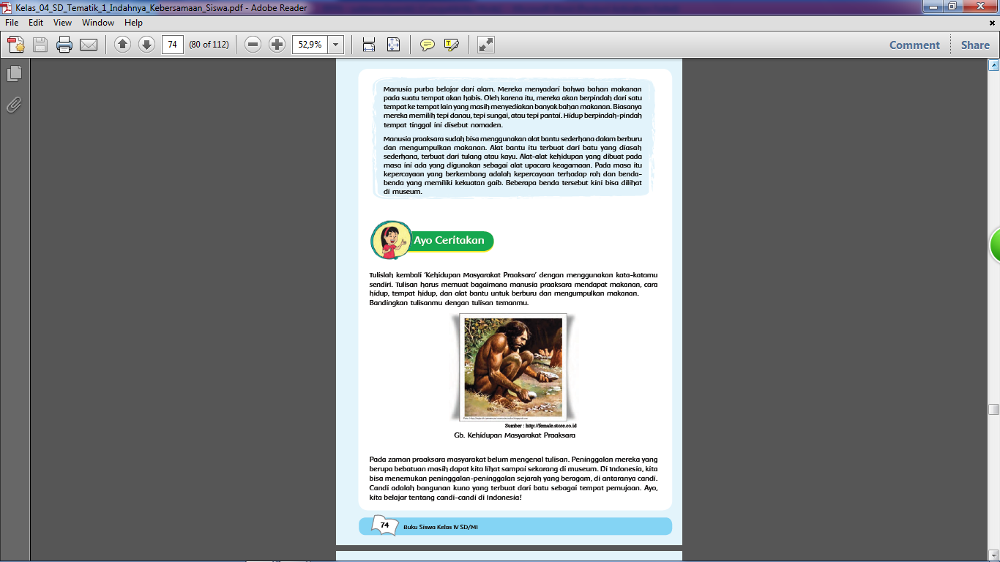 Kelas_04_SD_Tematik_1_Indahnya_Kebersamaan_Siswa.pdf - Adobe Reader
File Edit View Window Help
74 (80 of 112) 52,9% Comment Share
Manusia purba belajar dari alam. Mereka menyadari bahwa bahan makanan
pada suatu tempat akan habis. Oleh karena itu, mereka akan berpindah dari satu
tempat ke tempat lain yang masih menyediakan banyak bahan makanan. Biasanya
mereka memilih tepi danau, tepi sungai, atau tepi pantai. Hidup berpindah-pindah
tempat tinggal ini disebut nomaden.
Manusia praaksara sudah bisa menggunakan alat bantu sederhana dalam berburu
dan mengumpulkan makanan. Alat bantu itu terbuat dari batu yang diasah
sederhana, terbuat dari tulang atau kayu. Alat-alat kehidupan yang dibuat pada
masa ini ada yang digunakan sebagai alat upacara keagamaan. Pada masa itu
kepercayaan yang berkembang adalah kepercayaan terhadap roh dan benda-
benda yang memiliki kekuatan gaib. Beberapa benda tersebut kini bisa dilihat
di museum.
Ayo Ceritakan
Tulislah kembali 'Kehidupan Masyarakat Praaksara' dengan menggunakan kata-katamu
sendiri. Tulisan harus memuat bagaimana manusia praaksara mendapat makanan, cara
hidup, tempat hidup, dan alat bantu untuk berburu dan mengumpulkan makanan.
Bandingkan tulisanmu dengan tulisan temanmu.
Sumber : http://female.store.co.id
Gb. Kehidupan Masyarakat Praaksara
Pada zaman praaksara masyarakat belum mengenal tulisan. Peninggalan mereka yang
berupa bebatuan masih dapat kita lihat sampai sekarang di museum. Di Indonesia, kita
bisa menemukan peninggalan-peninggalan sejarah yang beragam, di antaranya candi.
Candi adalah bangunan kuno yang terbuat dari batu sebagai tempat pemujaan. Ayo,
kita belajar tentang candi-candi di Indonesia!
74 Buku Siswa Kelas IV SD/MI